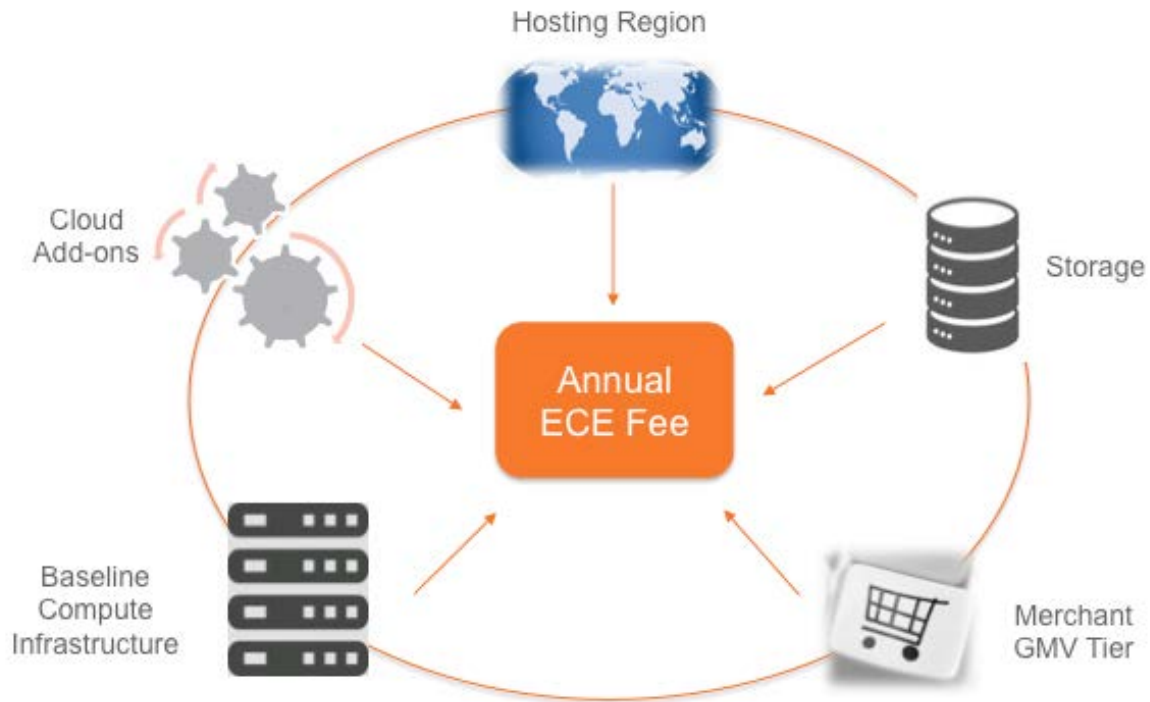 Hosting Region
Cloud
Add-ons
Storage
Annual
ECE Fee
Baseline
Compute
Infrastructure
Merchant
GMV Tier